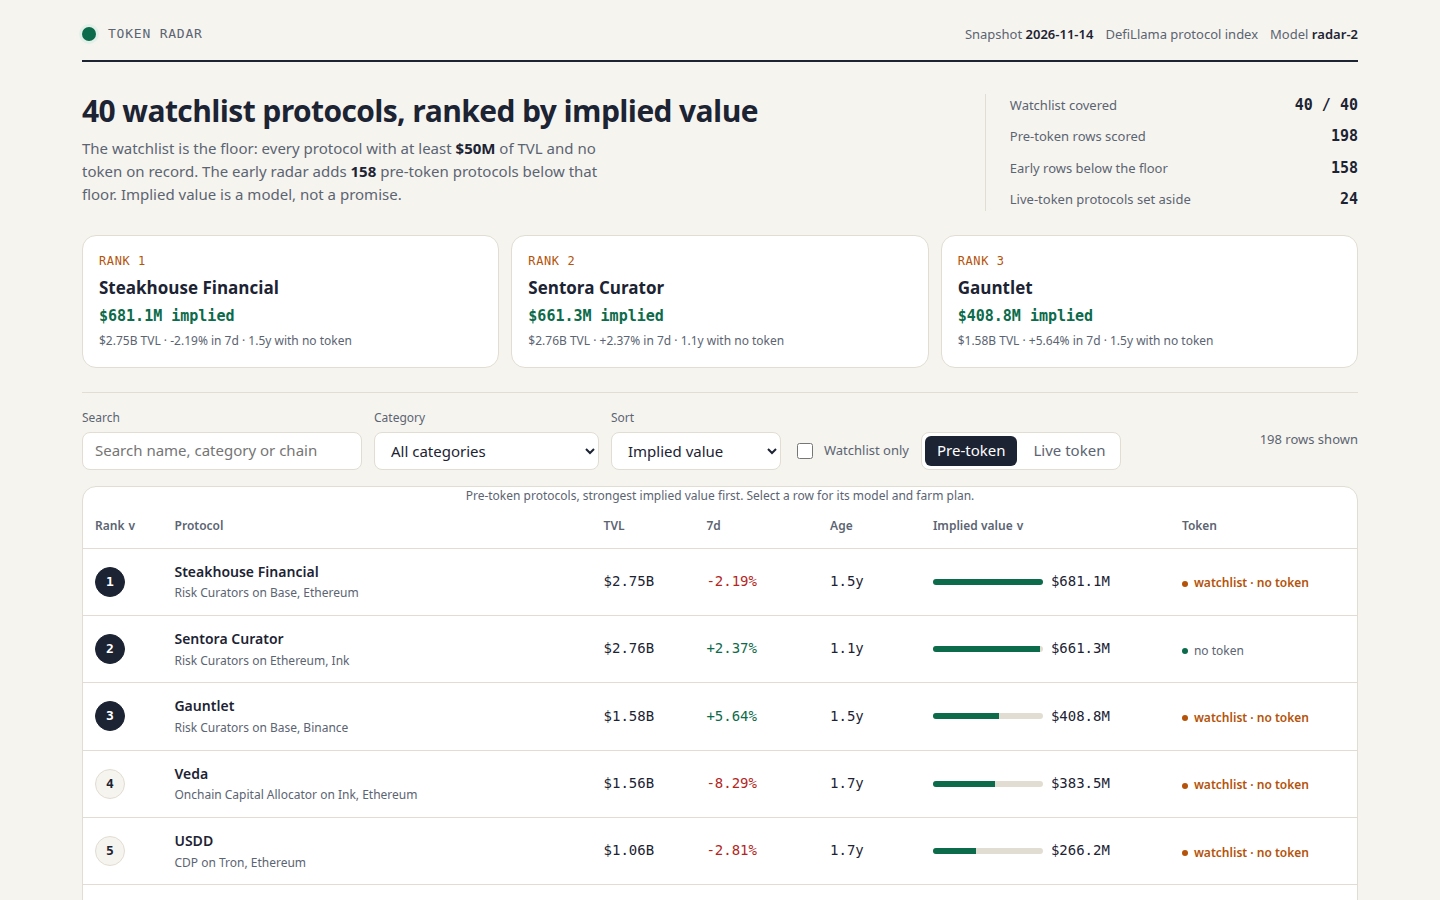 TOKEN RADAR
Snapshot 2026-11-14 DefiLlama protocol index Model radar-2
40 watchlist protocols, ranked by implied value
The watchlist is the floor: every protocol with at least $50M of TVL and no
token on record. The early radar adds 158 pre-token protocols below that
floor. Implied value is a model, not a promise.
Watchlist covered 40 / 40
Pre-token rows scored 198
Early rows below the floor 158
Live-token protocols set aside 24
RANK 1
Steakhouse Financial
$681.1M implied
$2.75B TVL · -2.19% in 7d · 1.5y with no token
RANK 2
Sentora Curator
$661.3M implied
$2.76B TVL · +2.37% in 7d · 1.1y with no token
RANK 3
Gauntlet
$408.8M implied
$1.58B TVL · +5.64% in 7d · 1.5y with no token
Search
Search name, category or chain
Category
All categories
Sort
Implied value
Watchlist only
Pre-token Live token
198 rows shown
Pre-token protocols, strongest implied value first. Select a row for its model and farm plan.
Rank v Protocol TVL 7d Age Implied value v Token
1 Steakhouse Financial $2.75B -2.19% 1.5y $681.1M watchlist · no token
Risk Curators on Base, Ethereum
2 Sentora Curator $2.76B +2.37% 1.1y $661.3M no token
Risk Curators on Ethereum, Ink
3 Gauntlet $1.58B +5.64% 1.5y $408.8M watchlist · no token
Risk Curators on Base, Binance
4 Veda $1.56B -8.29% 1.7y $383.5M watchlist · no token
Onchain Capital Allocator on Ink, Ethereum
5 USDD $1.06B -2.81% 1.7y $266.2M watchlist · no token
CDP on Tron, Ethereum